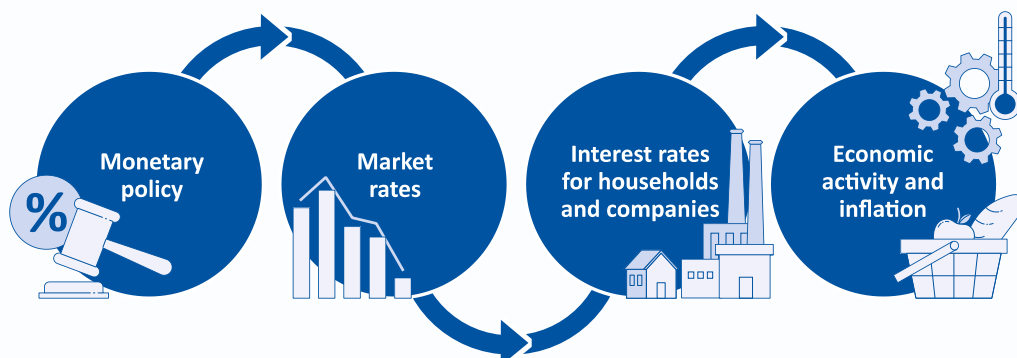 Monetary
policy
%
Market
rates
Interest rates
for households
and companies
Economic
activity and
inflation